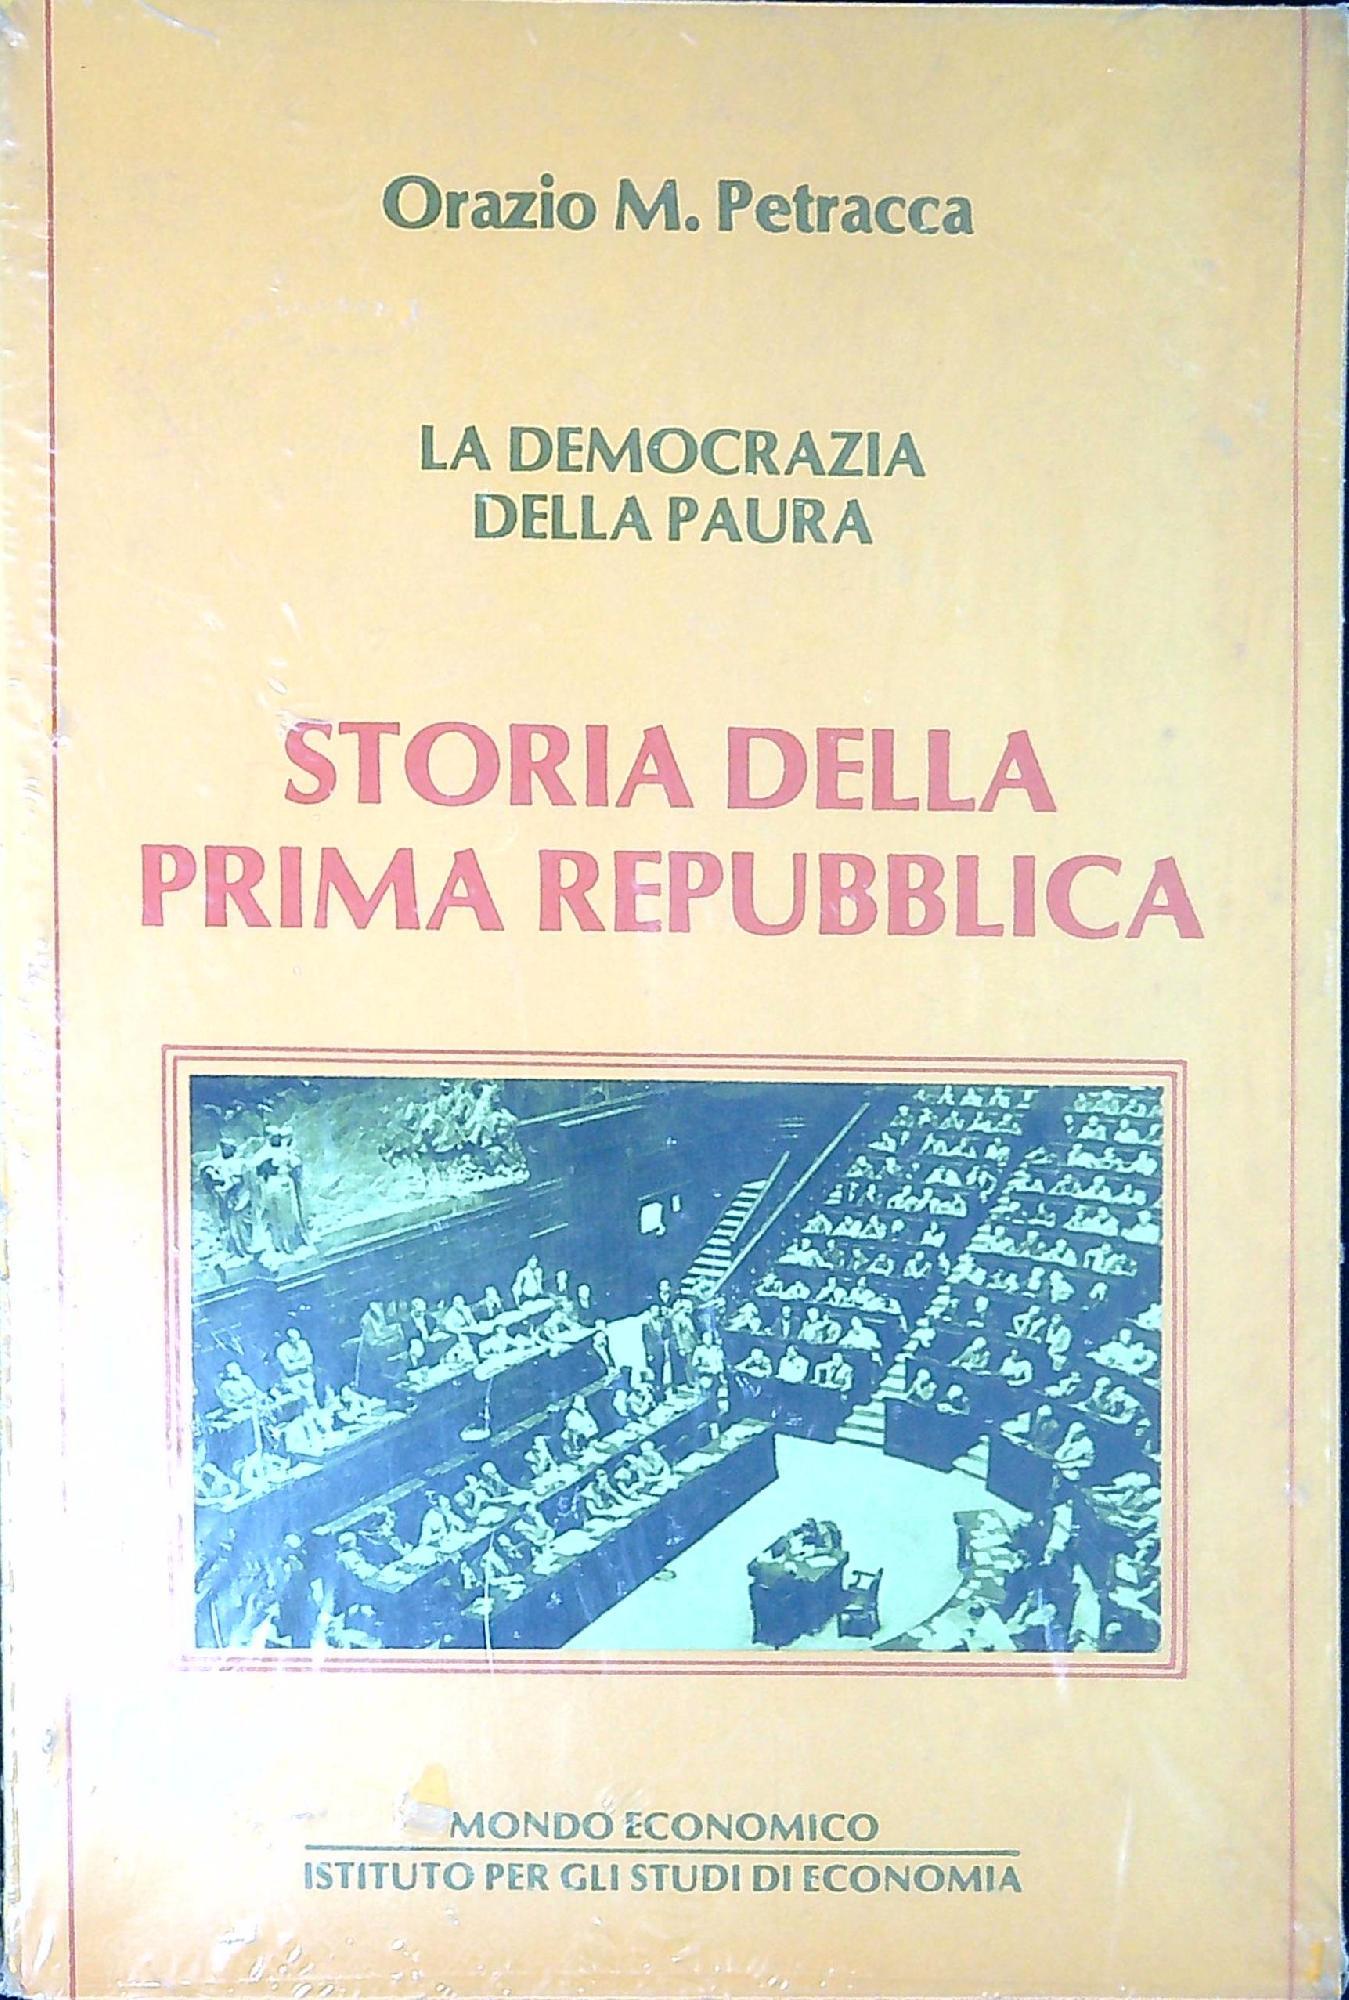 Orazio M. Petracca
LA DEMOCRAZIA
DELLA PAURA
STORIA DELLA
PRIMA REPUBBLICA
MONDO ECONOMICO
ISTITUTO PER GLI STUDI DI ECONOMIA